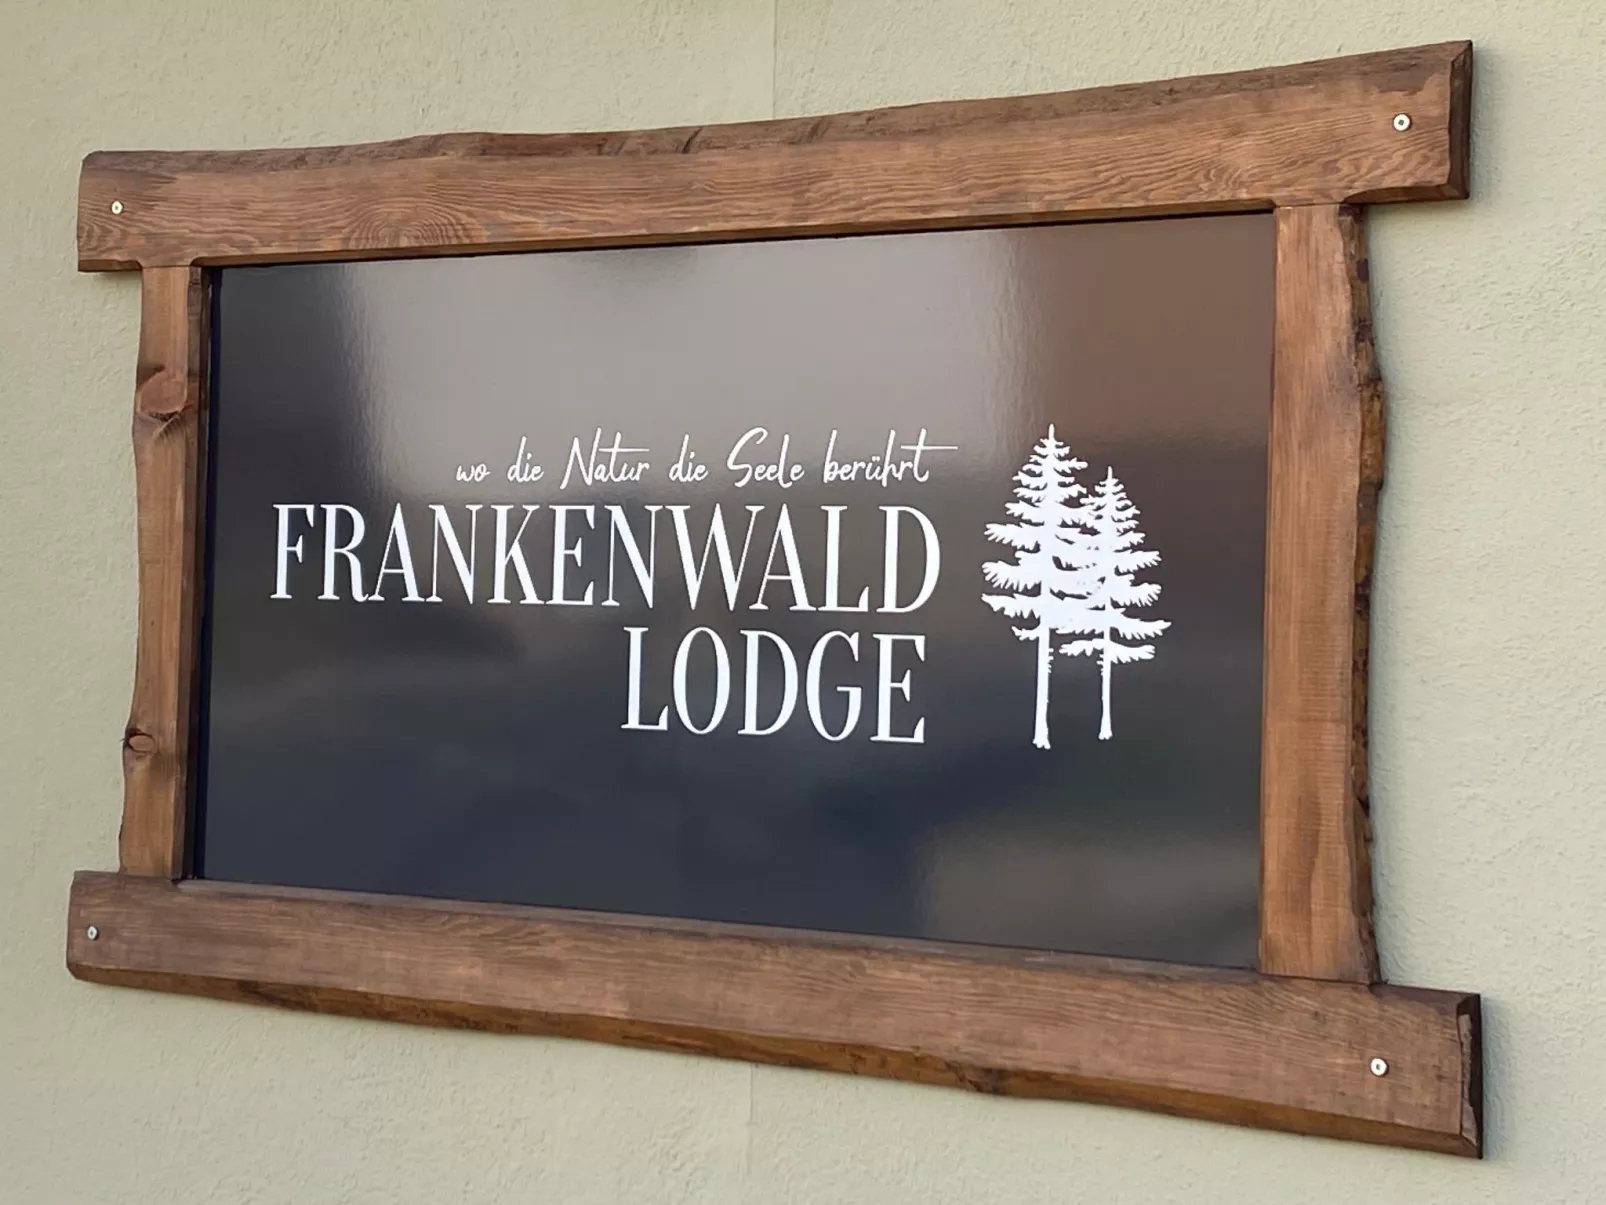 wo die Natur die Seele berührt
FRANKENWALD
LODGE